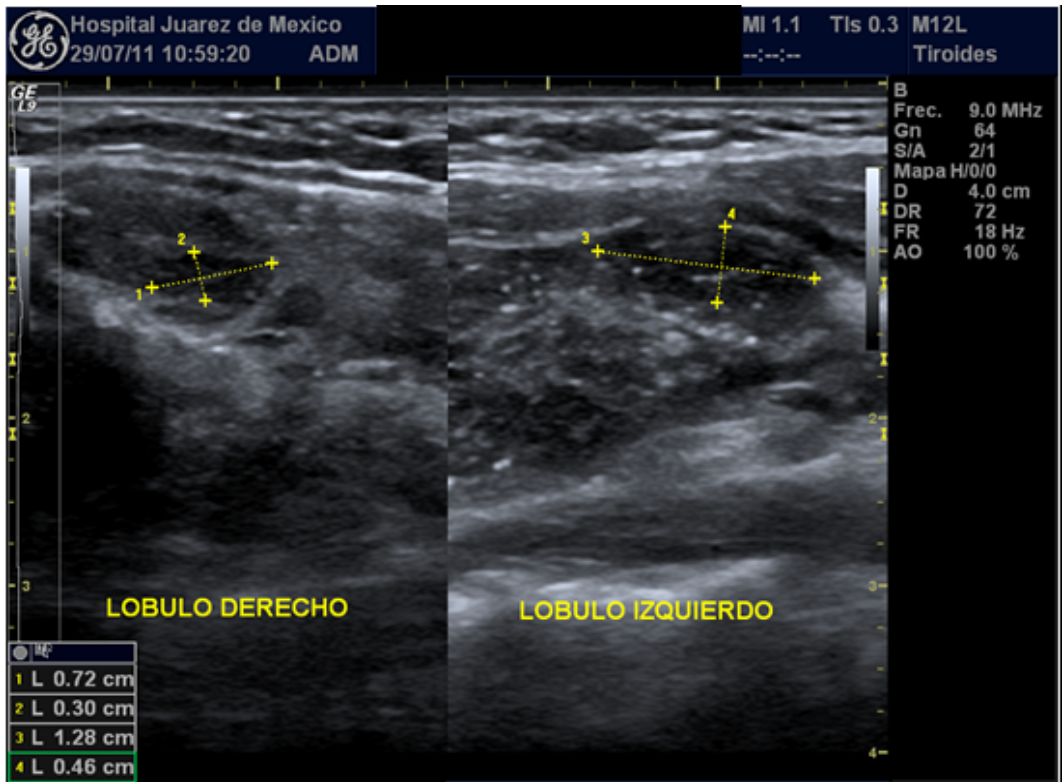 Hospital Juarez de Mexico
29/07/11 10:59:20 ADM
MI 1.1 TIs 0.3 M12L
--:--:-- Tiroides
GE
L9
B
Frec. 9.0 MHz
Gn 64
S/A 2/1
Mapa H/0/0
D 4.0 cm
DR 72
FR 18 Hz
AO 100 %
1
2
3
4
1
1
2
2
3
3
4
LOBULO DERECHO
LOBULO IZQUIERDO
1 L 0.72 cm
2 L 0.30 cm
3 L 1.28 cm
4 L 0.46 cm